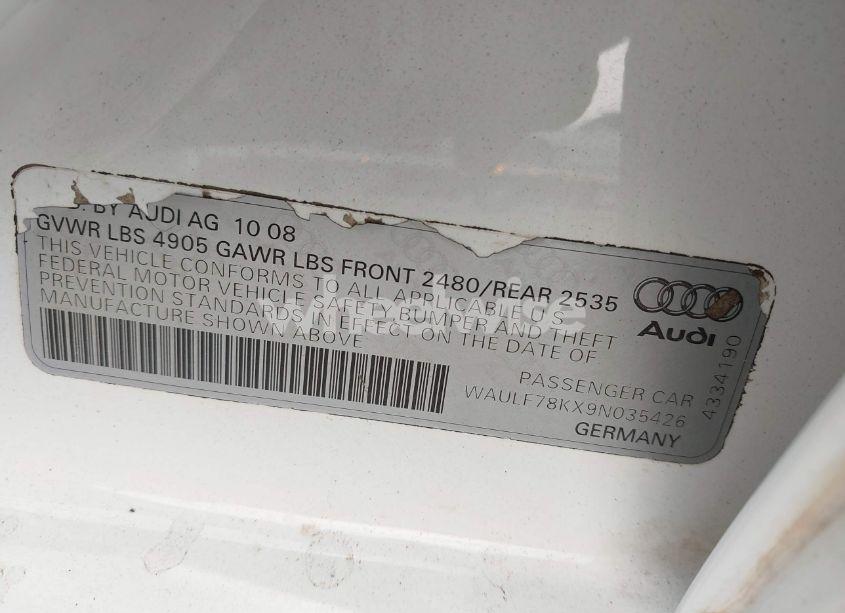 BY AUDI AG 10 08
GVWR LBS 4905 GAWR LBS FRONT 2480/REAR 2535
THIS VEHICLE CONFORMS TO ALL APPLICABLE U.S
FEDERAL MOTOR VEHICLE SAFETY, BUMPER AND THEFT
PREVENTION STANDARDS IN EFFECT ON THE DATE OF
MANUFACTURE SHOWN ABOVE
Audi
PASSENGER CAR
WAULF78KX9N035426
GERMANY
4334190